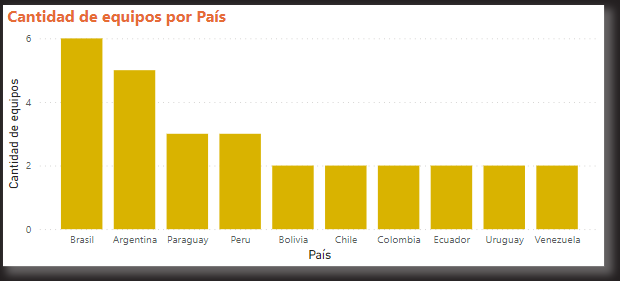 Cantidad de equipos por País
Cantidad de equipos
6
4
2
0
Brasil Argentina Paraguay Peru Bolivia Chile Colombia Ecuador Uruguay Venezuela
País